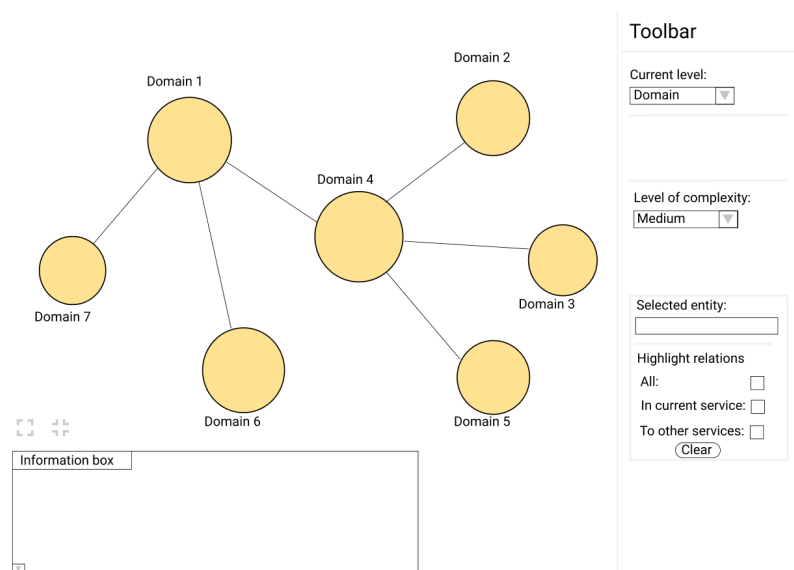 Toolbar
Domain 2
Domain 1
Current level:
Domain
Domain 4
Level of complexity:
Medium
Domain 3
Selected entity:
Domain 7
Highlight relations
All:
In current service:
Domain 6
Domain 5
To other services:
Clear
Information box